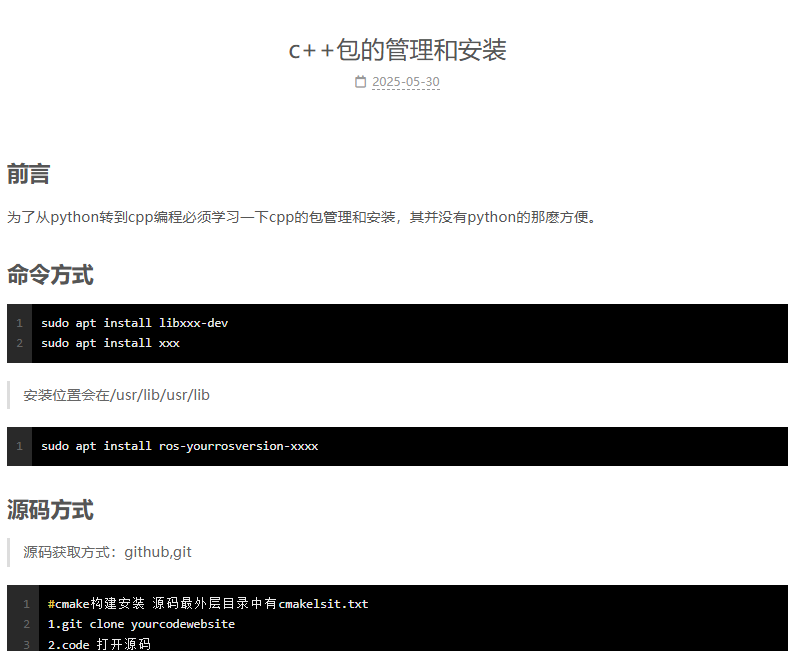 c++包的管理和安装
2025-05-30
前言
为了从python转到cpp编程必须学习一下cpp的包管理和安装，其并没有python的那麽方便。
命令方式
1 sudo apt install libxxx-dev
2 sudo apt install xxx
安装位置会在/usr/lib/usr/lib
1 sudo apt install ros-yourrosversion-xxxx
源码方式
源码获取方式：github,git
1 #cmake构建安装 源码最外层目录中有cmakelsit.txt
2 1.git clone yourcodewebsite
3 2.code 打开源码